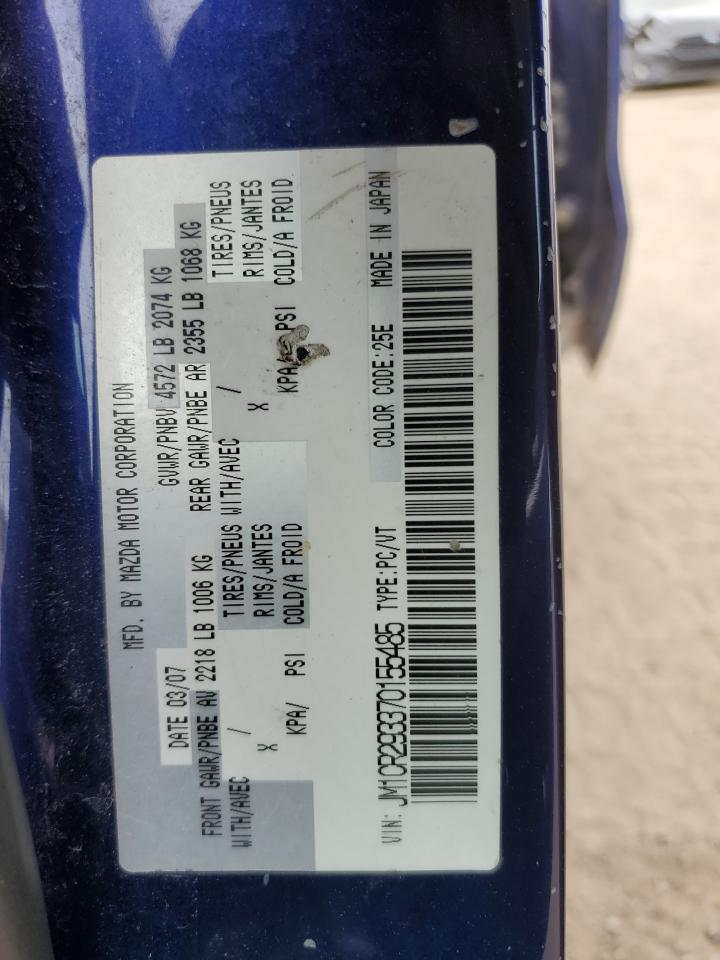 MFD. BY MAZDA MOTOR CORPORATION
DATE 03/07 GVWR/PNBV 4572 LB 2074 KG
FRONT GAWR/PNBE AV 2218 LB 1006 KG REAR GAWR/PNBE AR 2355 LB 1068 KG
WITH/AVEC / TIRES/PNEUS WITH/AVEC / TIRES/PNEUS
X RIMS/JANTES X RIMS/JANTES
KPA/ PSI COLD/A FROID KPA/ PSI COLD/A FROID
VIN: JM1CR293370155485 TYPE:PC/VT COLOR CODE:25E MADE IN JAPAN